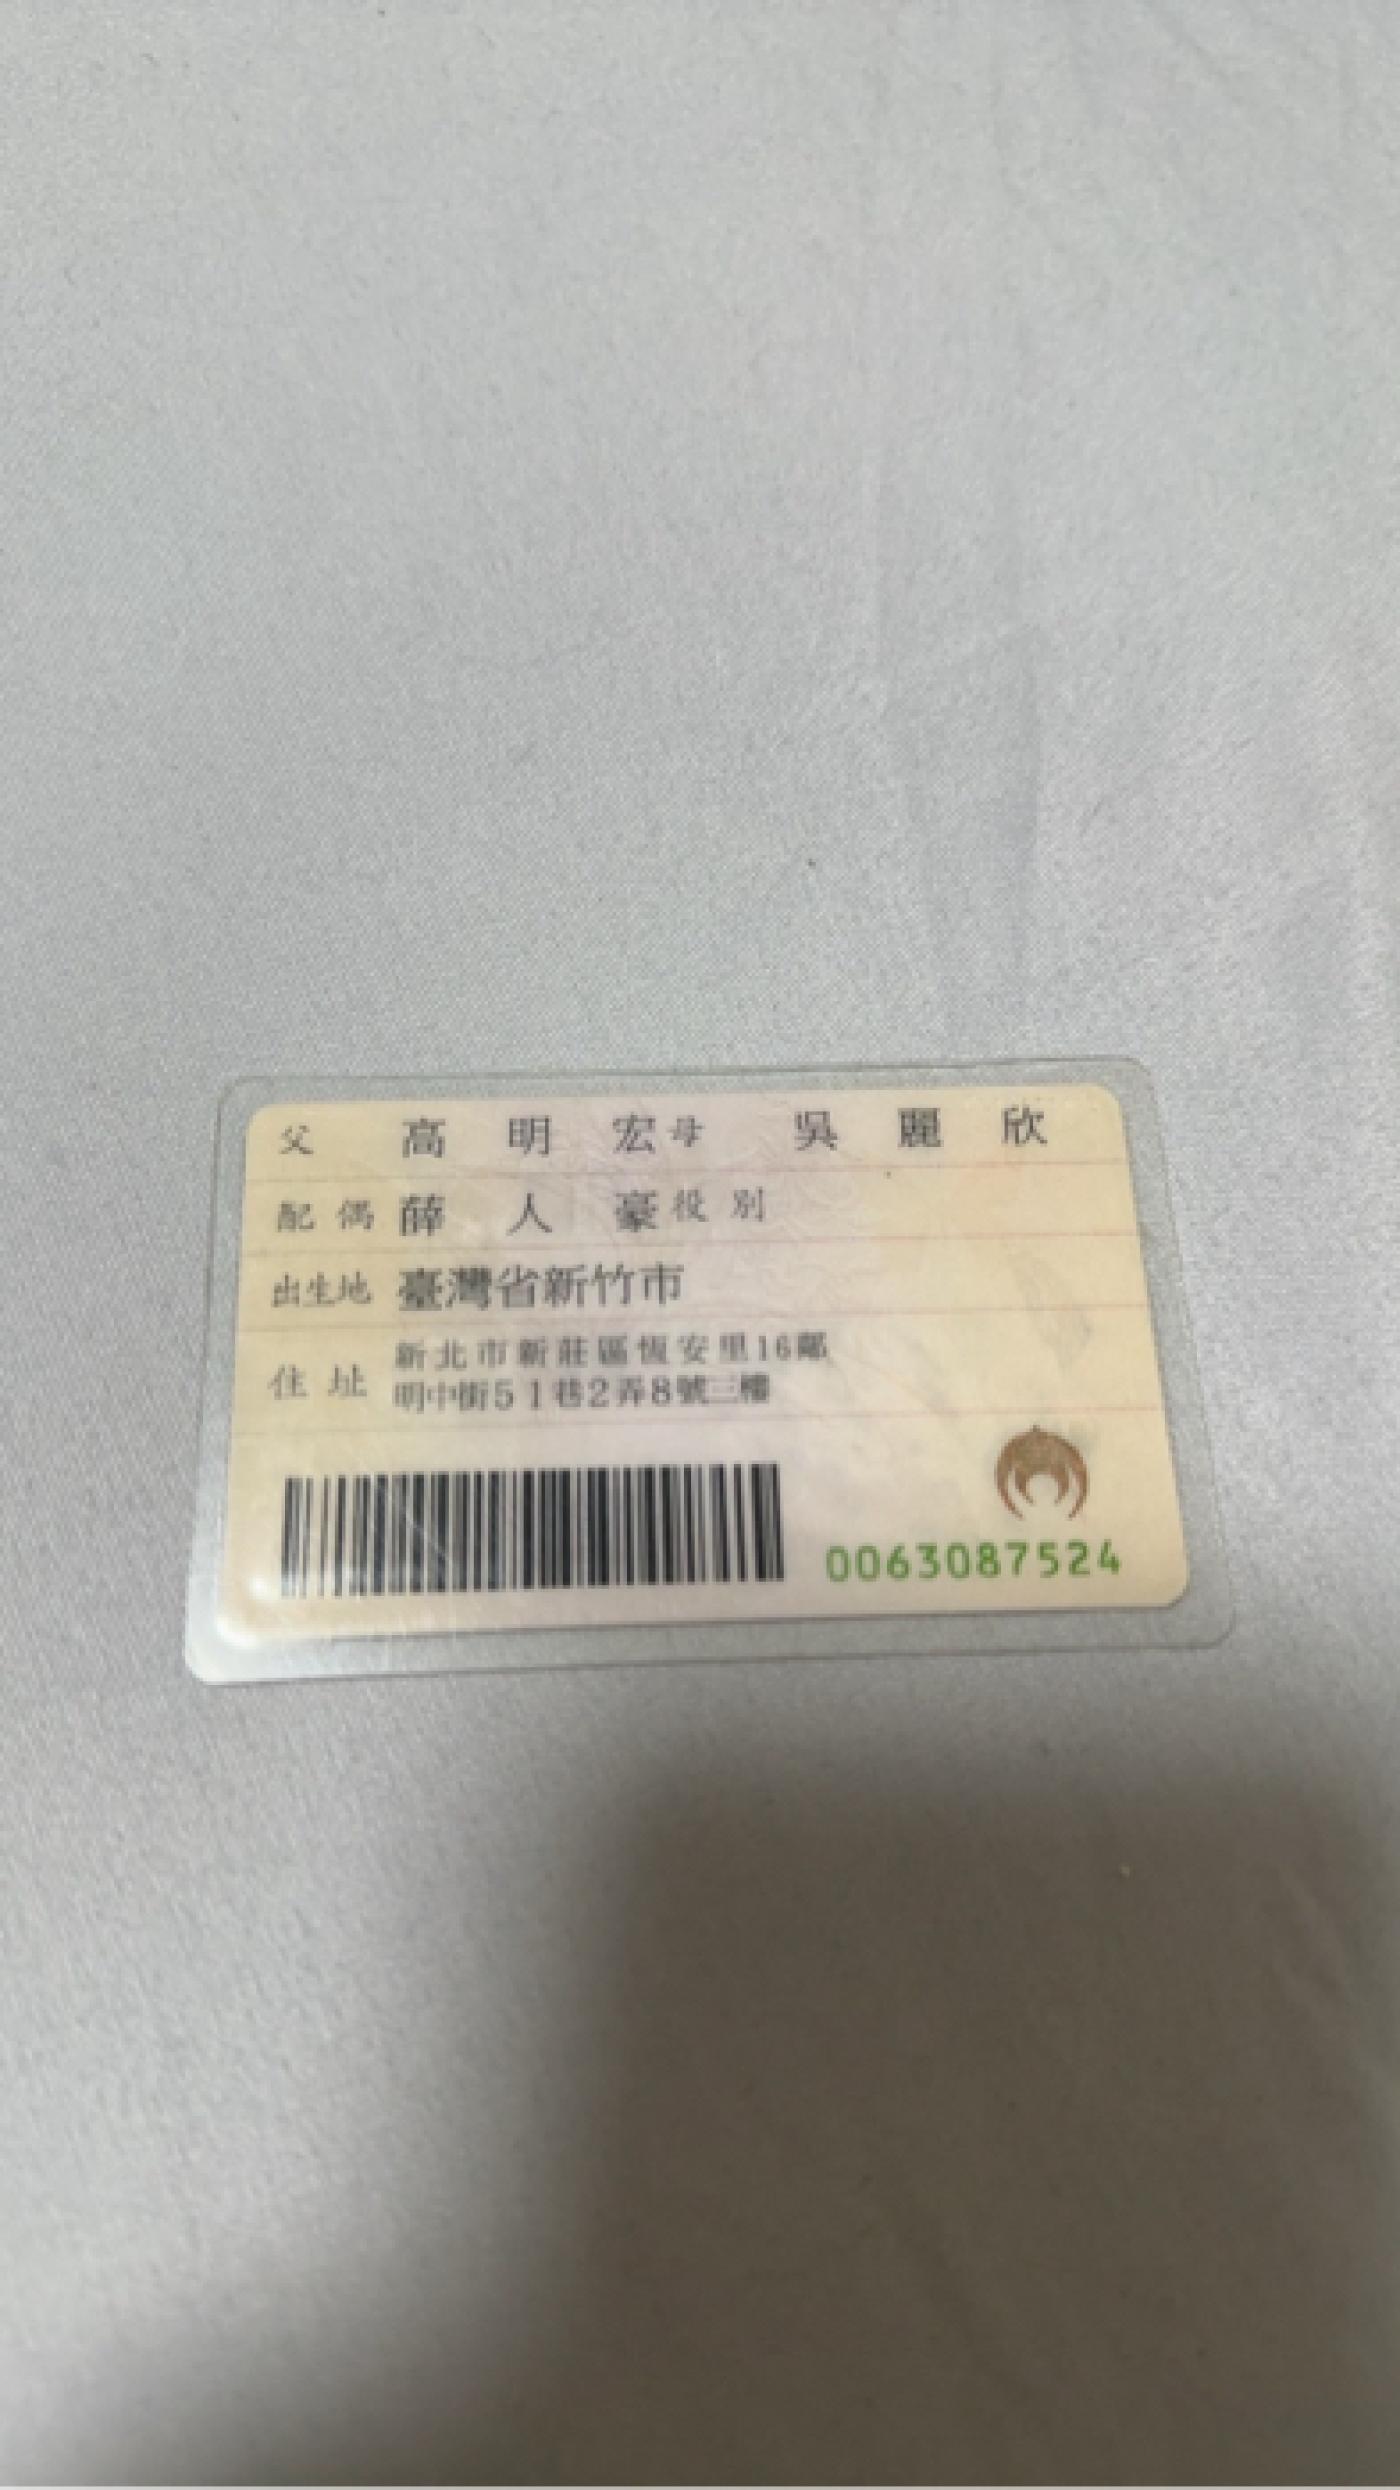 父 高明宏 母 吳麗欣
配偶 薛人豪 役別
出生地 臺灣省新竹市
住址 新北市新莊區恆安里16鄰
明中街51巷2弄8號三樓
0063087524